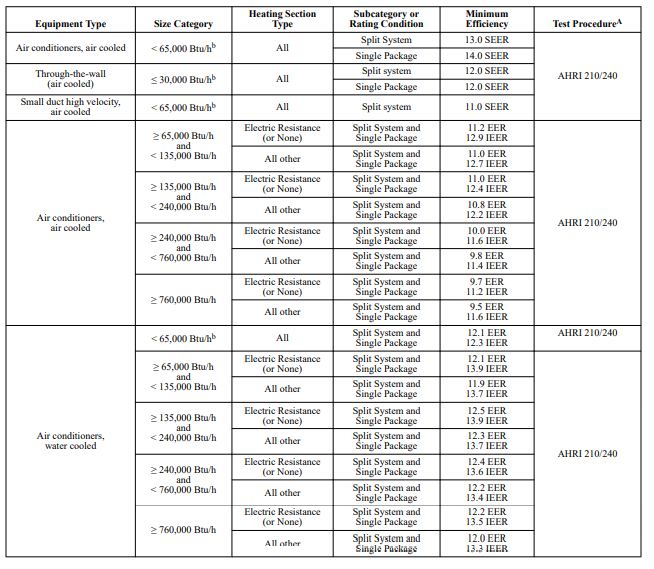 Equipment Type Size Category Heating Section Type Subcategory or Rating Condition Minimum Efficiency Test Procedureᴬ
Air conditioners, air cooled < 65,000 Btu/hᵇ All Split System 13.0 SEER AHRI 210/240
Single Package 14.0 SEER
Through-the-wall (air cooled) ≤ 30,000 Btu/hᵇ All Split system 12.0 SEER
Single Package 12.0 SEER
Small duct high velocity, air cooled < 65,000 Btu/hᵇ All Split system 11.0 SEER
Air conditioners, air cooled ≥ 65,000 Btu/h and < 135,000 Btu/h Electric Resistance (or None) Split System and Single Package 11.2 EER 12.9 IEER AHRI 210/240
All other Split System and Single Package 11.0 EER 12.7 IEER
≥ 135,000 Btu/h and < 240,000 Btu/h Electric Resistance (or None) Split System and Single Package 11.0 EER 12.4 IEER
All other Split System and Single Package 10.8 EER 12.2 IEER
≥ 240,000 Btu/h and < 760,000 Btu/h Electric Resistance (or None) Split System and Single Package 10.0 EER 11.6 IEER
All other Split System and Single Package 9.8 EER 11.4 IEER
≥ 760,000 Btu/h Electric Resistance (or None) Split System and Single Package 9.7 EER 11.2 IEER
All other Split System and Single Package 9.5 EER 11.6 IEER
Air conditioners, water cooled < 65,000 Btu/hᵇ All Split System and Single Package 12.1 EER 12.3 IEER AHRI 210/240
≥ 65,000 Btu/h and < 135,000 Btu/h Electric Resistance (or None) Split System and Single Package 12.1 EER 13.9 IEER AHRI 210/240
All other Split System and Single Package 11.9 EER 13.7 IEER
≥ 135,000 Btu/h and < 240,000 Btu/h Electric Resistance (or None) Split System and Single Package 12.5 EER 13.9 IEER
All other Split System and Single Package 12.3 EER 13.7 IEER
≥ 240,000 Btu/h and < 760,000 Btu/h Electric Resistance (or None) Split System and Single Package 12.4 EER 13.6 IEER
All other Split System and Single Package 12.2 EER 13.4 IEER
≥ 760,000 Btu/h Electric Resistance (or None) Split System and Single Package 12.2 EER 13.5 IEER
All other Split System and Single Package 12.0 EER 13.3 IEER